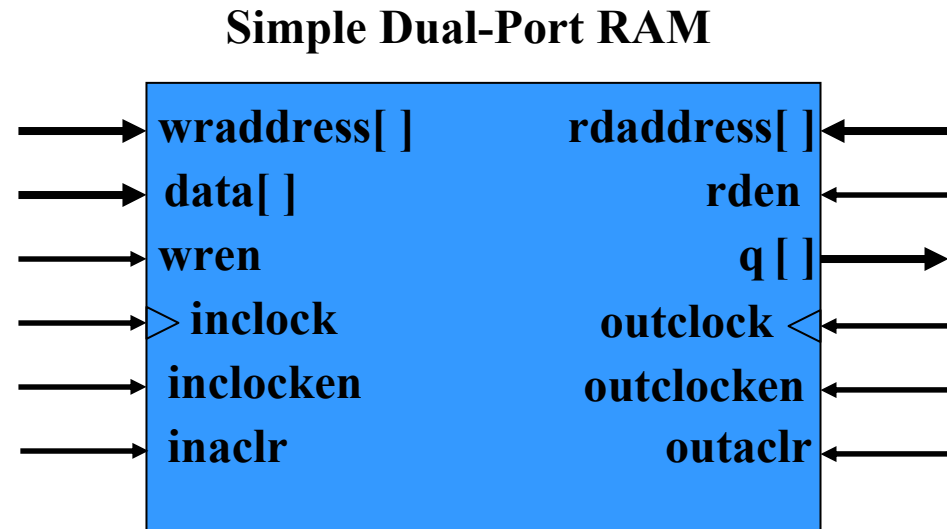 Simple Dual-Port RAM
wraddress[ ] rdaddress[ ]
data[ ] rden
wren q [ ]
inclock outclock
inclocken outclocken
inaclr outaclr